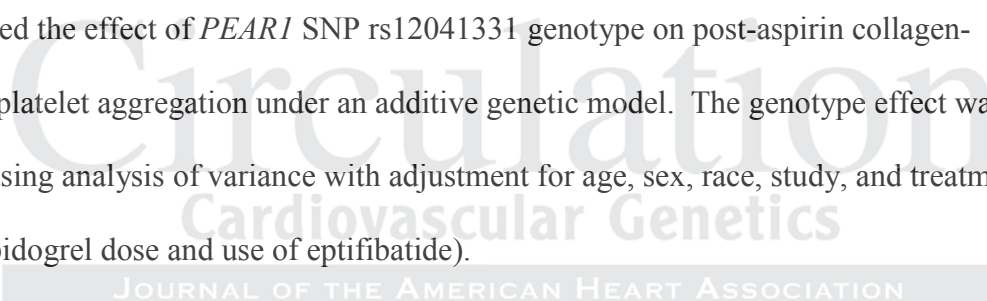 ed the effect of PEAR1 SNP rs12041331 genotype on post-aspirin collagen-
platelet aggregation under an additive genetic model. The genotype effect wa
sing analysis of variance with adjustment for age, sex, race, study, and treatm
pidogrel dose and use of eptifibatide).
Circulation
Cardiovascular Genetics
JOURNAL OF THE AMERICAN HEART ASSOCIATION